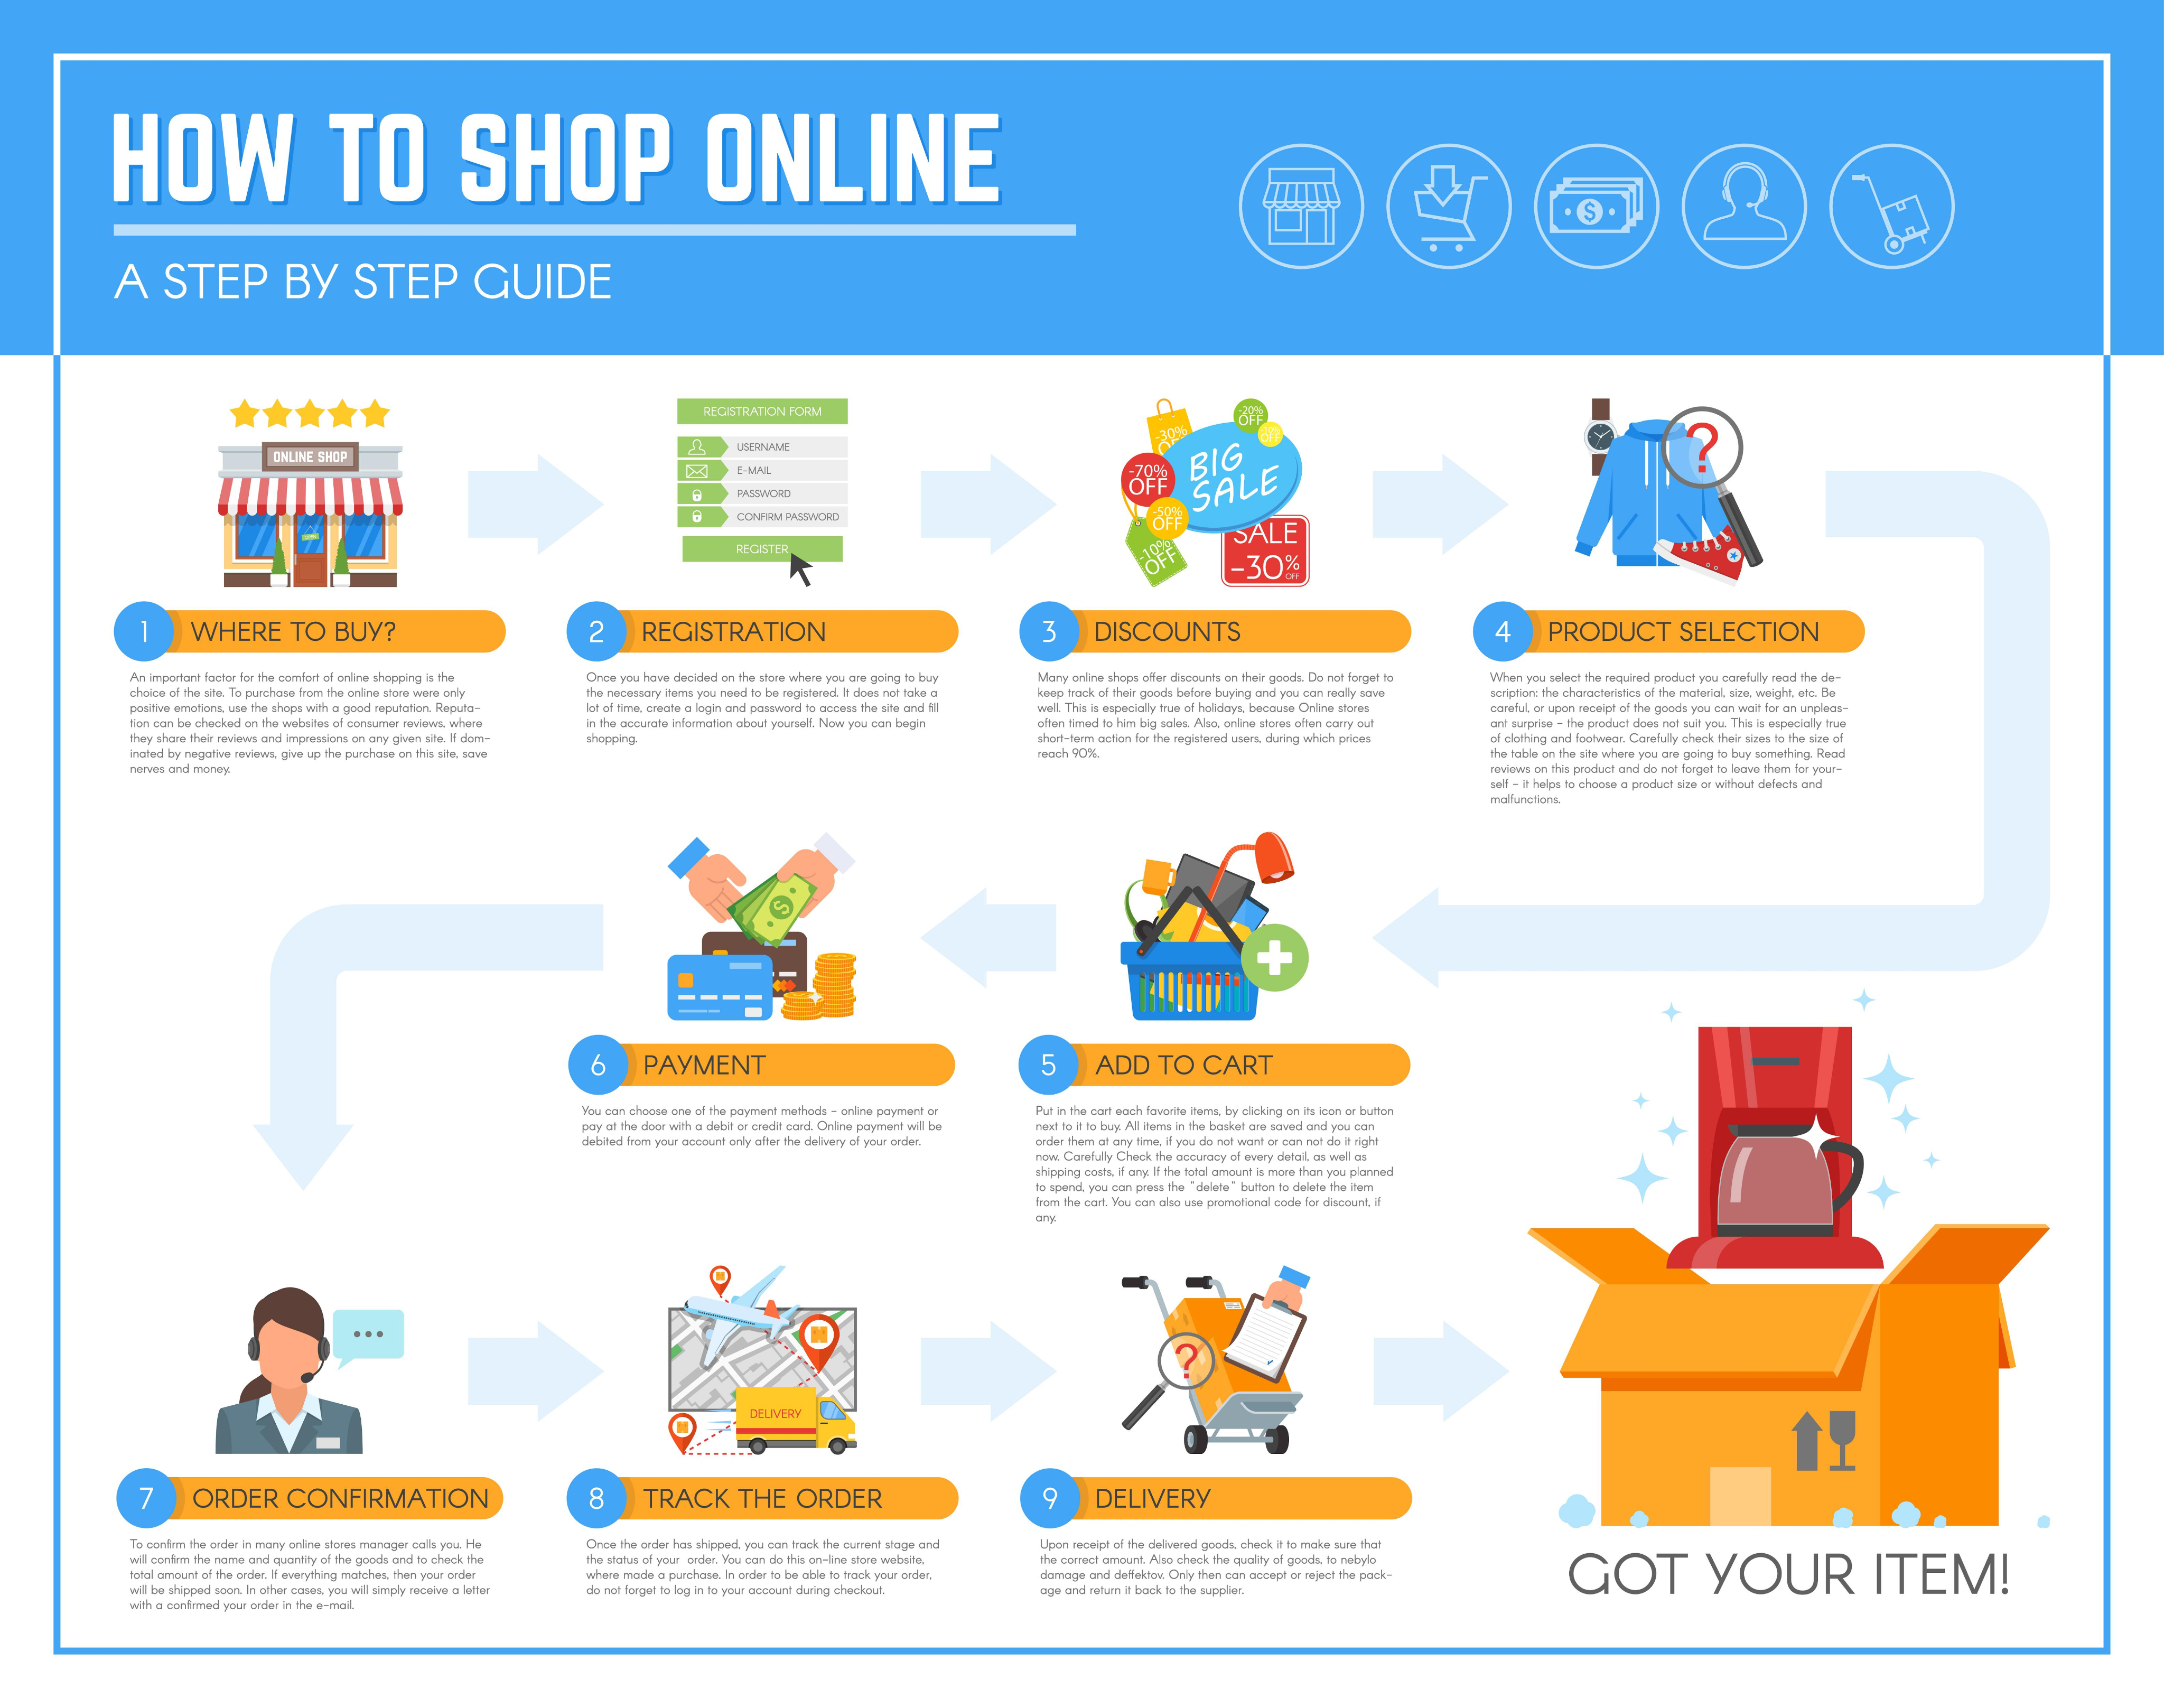 HOW TO SHOP ONLINE
A STEP BY STEP GUIDE
ONLINE SHOP
REGISTRATION FORM
USERNAME
E-MAIL
PASSWORD
CONFIRM PASSWORD
REGISTER
-20%
OFF
-30%
OFF
BIG
SALE
-70%
OFF
-50%
OFF
-10%
OFF
SALE
-30%
OFF
1 WHERE TO BUY?
An important factor for the comfort of online shopping is the
choice of the site. To purchase from the online store were only
positive emotions, use the shops with a good reputation. Reputa-
tion can be checked on the websites of consumer reviews, where
they share their reviews and impressions on any given site. If dom-
inated by negative reviews, give up the purchase on this site, save
nerves and money.
2 REGISTRATION
Once you have decided on the store where you are going to buy
the necessary items you need to be registered. It does not take a
lot of time, create a login and password to access the site and fill
in the accurate information about yourself. Now you can begin
shopping.
3 DISCOUNTS
Many online shops offer discounts on their goods. Do not forget to
keep track of their goods before buying and you can really save
well. This is especially true of holidays, because Online stores
often timed to him big sales. Also, online stores often carry out
short-term action for the registered users, during which prices
reach 90%.
4 PRODUCT SELECTION
When you select the required product you carefully read the de-
scription: the characteristics of the material, size, weight, etc. Be
careful, or upon receipt of the goods you can wait for an unpleas-
ant surprise - the product does not suit you. This is especially true
of clothing and footwear. Carefully check their sizes to the size of
the table on the site where you are going to buy something. Read
reviews on this product and do not forget to leave them for your-
self - it helps to choose a product size or without defects and
malfunctions.
6 PAYMENT
You can choose one of the payment methods - online payment or
pay at the door with a debit or credit card. Online payment will be
debited from your account only after the delivery of your order.
5 ADD TO CART
Put in the cart each favorite items, by clicking on its icon or button
next to it to buy. All items in the basket are saved and you can
order them at any time, if you do not want or can not do it right
now. Carefully Check the accuracy of every detail, as well as
shipping costs, if any. If the total amount is more than you planned
to spend, you can press the "delete" button to delete the item
from the cart. You can also use promotional code for discount, if
any.
DELIVERY
7 ORDER CONFIRMATION
To confirm the order in many online stores manager calls you. He
will confirm the name and quantity of the goods and to check the
total amount of the order. If everything matches, then your order
will be shipped soon. In other cases, you will simply receive a letter
with a confirmed your order in the e-mail.
8 TRACK THE ORDER
Once the order has shipped, you can track the current stage and
the status of your order. You can do this on-line store website,
where made a purchase. In order to be able to track your order,
do not forget to log in to your account during checkout.
9 DELIVERY
Upon receipt of the delivered goods, check it to make sure that
the correct amount. Also check the quality of goods, to nebylo
damage and deffektov. Only then can accept or reject the pack-
age and return it back to the supplier.
GOT YOUR ITEM!